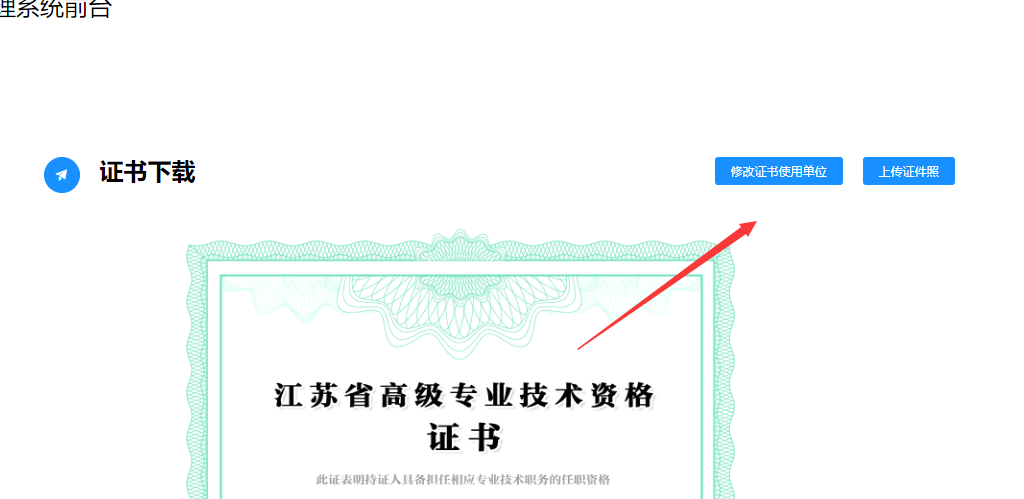 理系统前台
证书下载
修改证书使用单位
上传证件照
江苏省高级专业技术资格
证书
此证表明持证人具备担任相应专业技术职务的任职资格